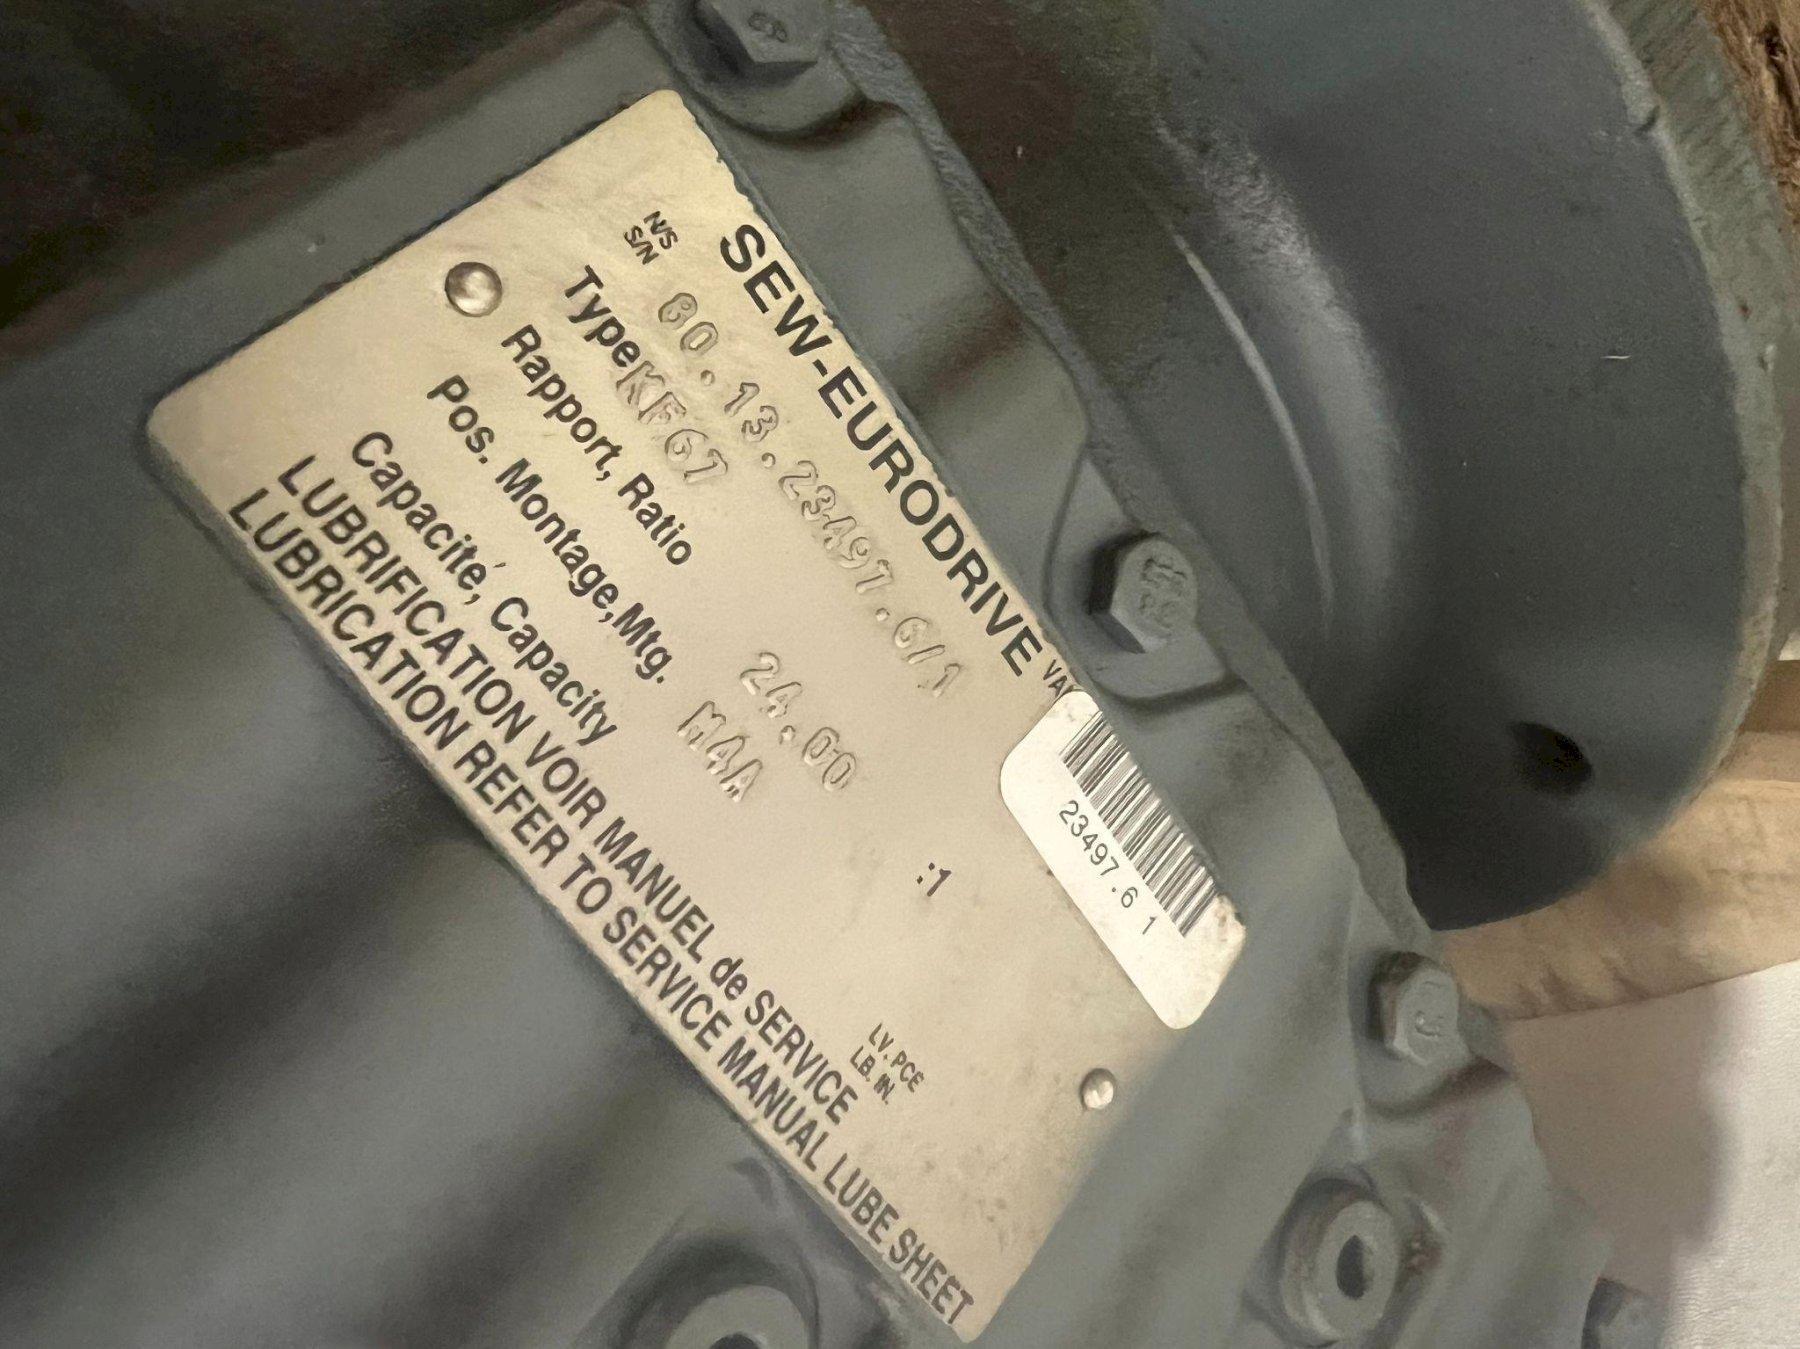 SEW-EURODRIVE
N/S
S/N 80.13.23497.6/1
Type KF67
Rapport, Ratio 24.00 :1
Pos. Montage,Mtg. M4A
Capacité, Capacity LV. PCE
LB. IN.
LUBRIFICATION VOIR MANUEL de SERVICE
LUBRICATION REFER TO SERVICE MANUAL LUBE SHEET
23497.6 1